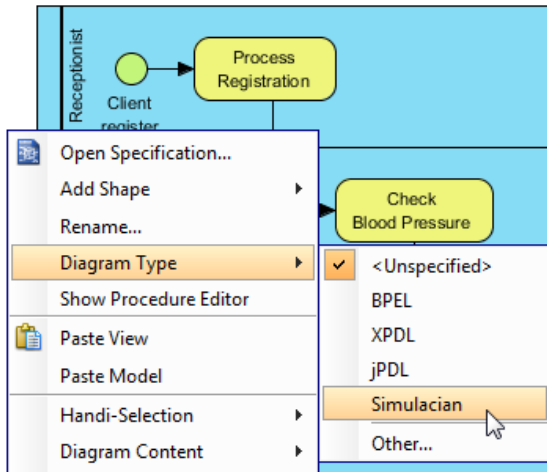 Receptionist
Process
Registration
Client
register
Check
Blood Pressure
Open Specification...
Add Shape
Rename...
Diagram Type
Show Procedure Editor
Paste View
Paste Model
Handi-Selection
Diagram Content
<Unspecified>
BPEL
XPDL
jPDL
Simulacian
Other...